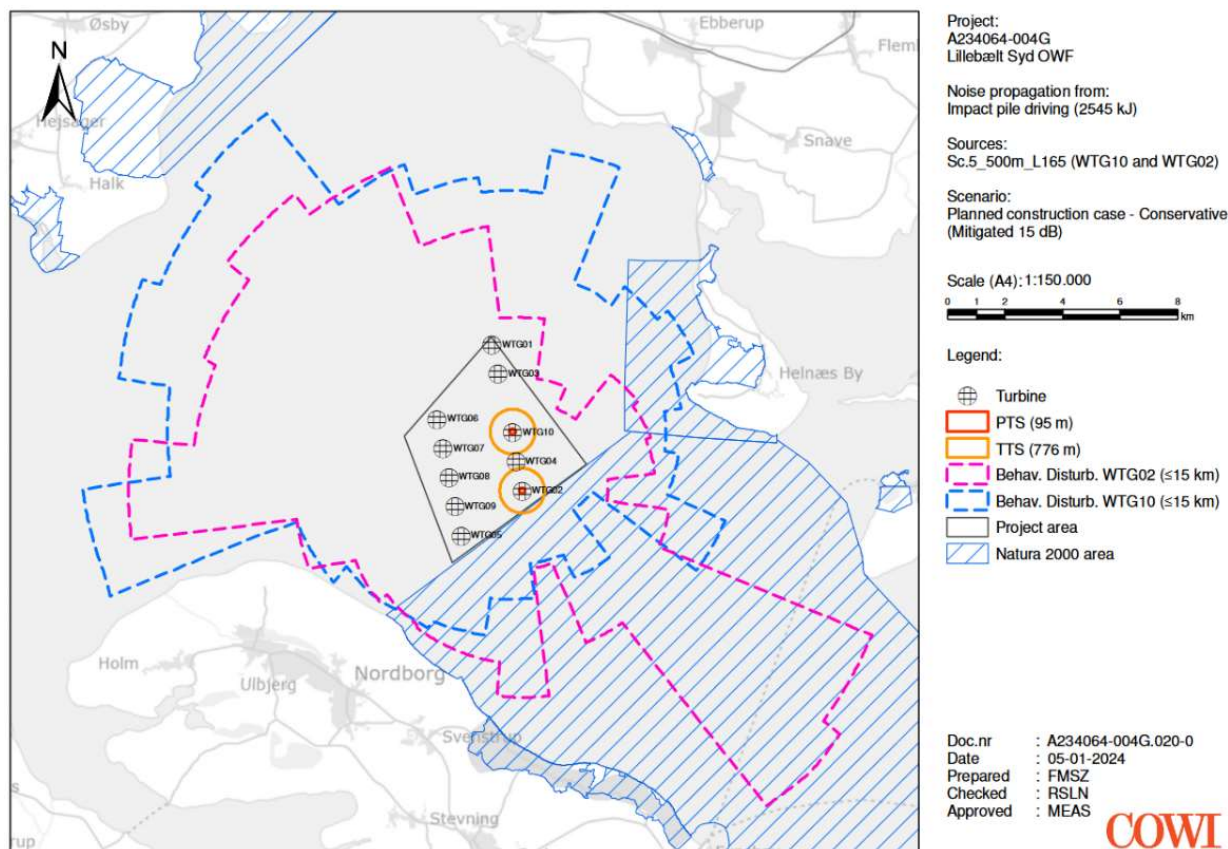 Øsby
Ebberup
Fleml
N
Hejsager
Snave
Halk
WTG01
WTG03
Helnæs By
WTG06
WTG10
WTG07
WTG04
WTG08
WTG02
WTG09
WTG05
Holm
Ulbjerg
Nordborg
Svenstrup
Stevning
rup
Project:
A234064-004G
Lillebælt Syd OWF
Noise propagation from:
Impact pile driving (2545 kJ)
Sources:
Sc.5_500m_L165 (WTG10 and WTG02)
Scenario:
Planned construction case - Conservative
(Mitigated 15 dB)
Scale (A4): 1:150.000
0 1 2 4 6 8
km
Legend:
Turbine
PTS (95 m)
TTS (776 m)
Behav. Disturb. WTG02 (≤15 km)
Behav. Disturb. WTG10 (≤15 km)
Project area
Natura 2000 area
Doc.nr : A234064-004G.020-0
Date : 05-01-2024
Prepared : FMSZ
Checked : RSLN
Approved : MEAS
COWI